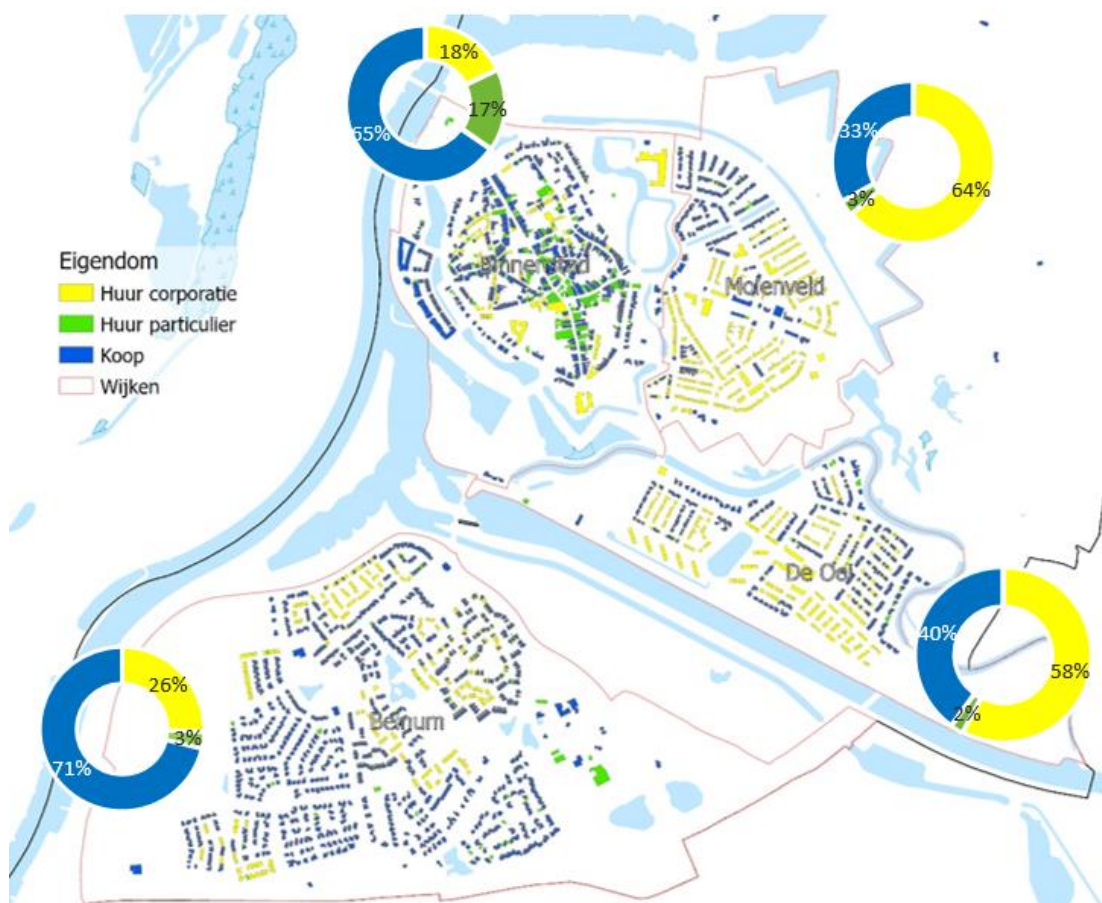 18%
17%
65%
33%
3%
64%
Eigendom
Huur corporatie
Huur particulier
Koop
Wijken
Binnenstad
Molenveld
De Ooi
40%
58%
2%
26%
3%
71%